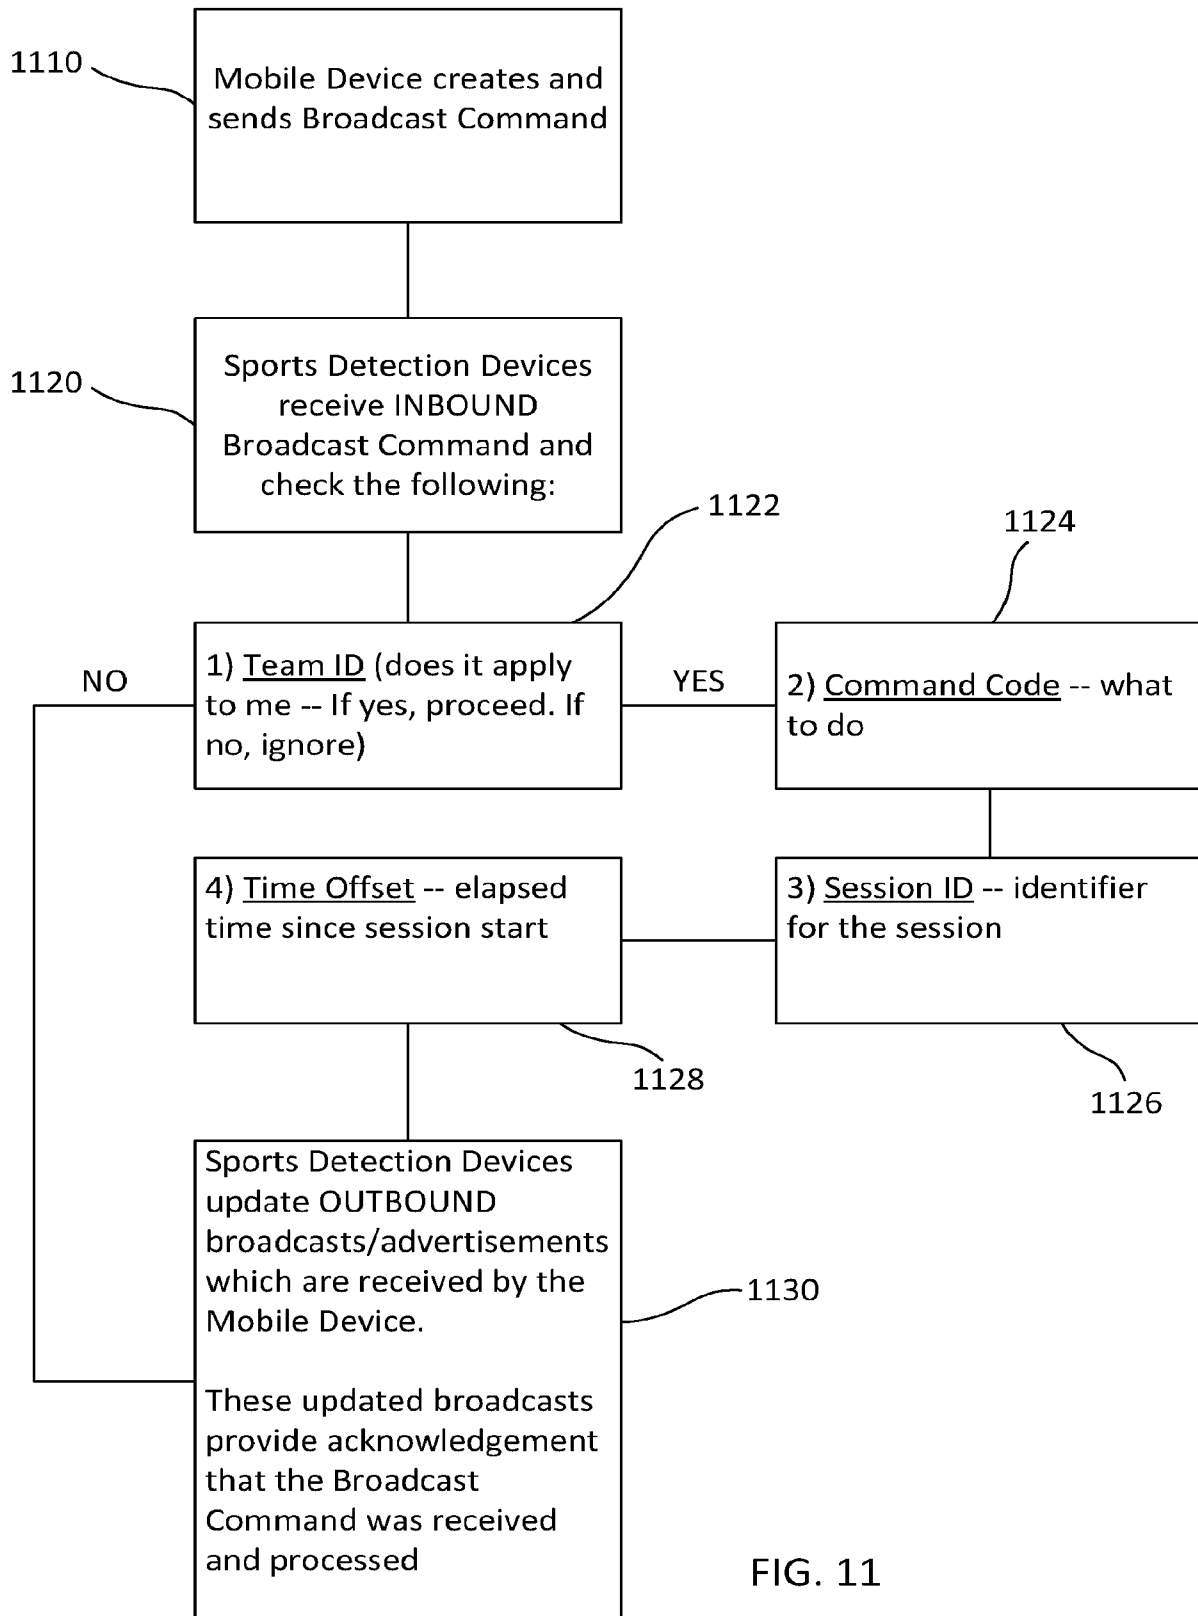 1110
Mobile Device creates and
sends Broadcast Command
1120
Sports Detection Devices
receive INBOUND
Broadcast Command and
check the following:
1122
1124
NO
1) Team ID (does it apply
to me -- If yes, proceed. If
no, ignore)
YES
2) Command Code -- what
to do
4) Time Offset -- elapsed
time since session start
3) Session ID -- identifier
for the session
1128
1126
Sports Detection Devices
update OUTBOUND
broadcasts/advertisements
which are received by the
Mobile Device.
1130
These updated broadcasts
provide acknowledgement
that the Broadcast
Command was received
and processed
FIG. 11